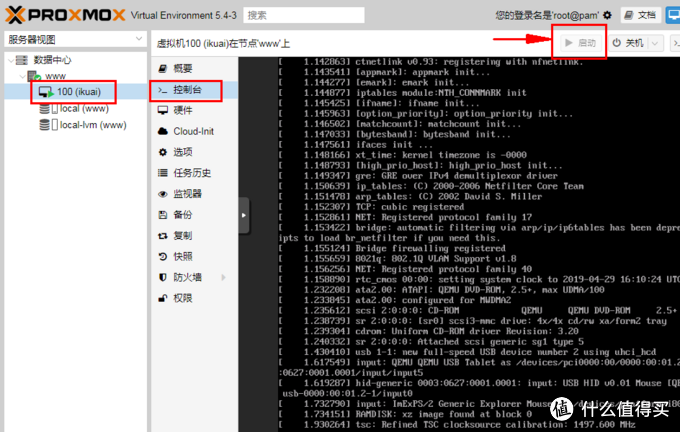 PROXMOX Virtual Environment 5.4-3 搜索 您的登录名是'root@pam' 文档
服务器视图
数据中心
www
100 (ikuai)
local (www)
local-lvm (www)
虚拟机100 (ikuai)在节点'www'上 启动 关机
概要
控制台
硬件
Cloud-Init
选项
任务历史
监视器
备份
复制
快照
防火墙
权限
[ 1.142863] ctnetlink v0.93: registering with nfnetlink.
[ 1.143541] [appmark]: appmark init...
[ 1.144277] [emark]: emark init...
[ 1.144877] iptables module:NTH_CONNMARK init
[ 1.145425] [ifname]: ifname init...
[ 1.145963] [option_priority]: option_priority init...
[ 1.146502] [matchcount]: matchcount init...
[ 1.147033] [bytesband]: bytesband init...
[ 1.147561] ifaces init ...
[ 1.148166] xt_time: kernel timezone is -0000
[ 1.148793] [high_prio_host]: high_prio_host init...
[ 1.149347] gre: GRE over IPv4 demultiplexor driver
[ 1.150639] ip_tables: (C) 2000-2006 Netfilter Core Team
[ 1.151478] arp_tables: (C) 2002 David S. Miller
[ 1.152307] TCP: cubic registered
[ 1.152861] NET: Registered protocol family 17
[ 1.153422] bridge: automatic filtering via arp/ip/ip6tables has been depre
ipts to load br_netfilter if you need this.
[ 1.155124] Bridge firewalling registered
[ 1.155659] 8021q: 802.1Q VLAN Support v1.8
[ 1.156256] NET: Registered protocol family 40
[ 1.158890] rtc_cmos 00:00: setting system clock to 2019-04-29 16:10:24 UTC
[ 1.232208] ata2.00: ATAPI: QEMU DVD-ROM, 2.5+, max UDMA/100
[ 1.233845] ata2.00: configured for MWDMA2
[ 1.235612] scsi 2:0:0:0: CD-ROM QEMU QEMU DVD-ROM 2.5+
[ 1.238739] sr 2:0:0:0: [sr0] scsi3-mmc drive: 4x/4x cd/rw xa/form2 tray
[ 1.239304] cdrom: Uniform CD-ROM driver Revision: 3.20
[ 1.240332] sr 2:0:0:0: Attached scsi generic sg1 type 5
[ 1.430410] usb 1-1: new full-speed USB device number 2 using uhci_hcd
[ 1.617549] input: QEMU QEMU USB Tablet as /devices/pci0000:00/0000:00:01.2
:0627:0001.0001/input/input5
[ 1.619287] hid-generic 0003:0627:0001.0001: input: USB HID v0.01 Mouse [Q
usb-0000:00:01.2-1/input0
[ 1.732790] input: ImExPS/2 Generic Explorer Mouse
[ 1.734151] RAMDISK: xz image found at block 0
[ 1.930264] tsc: Refined TSC clocksource calibration: 1497.600 MHz
值 什么值得买